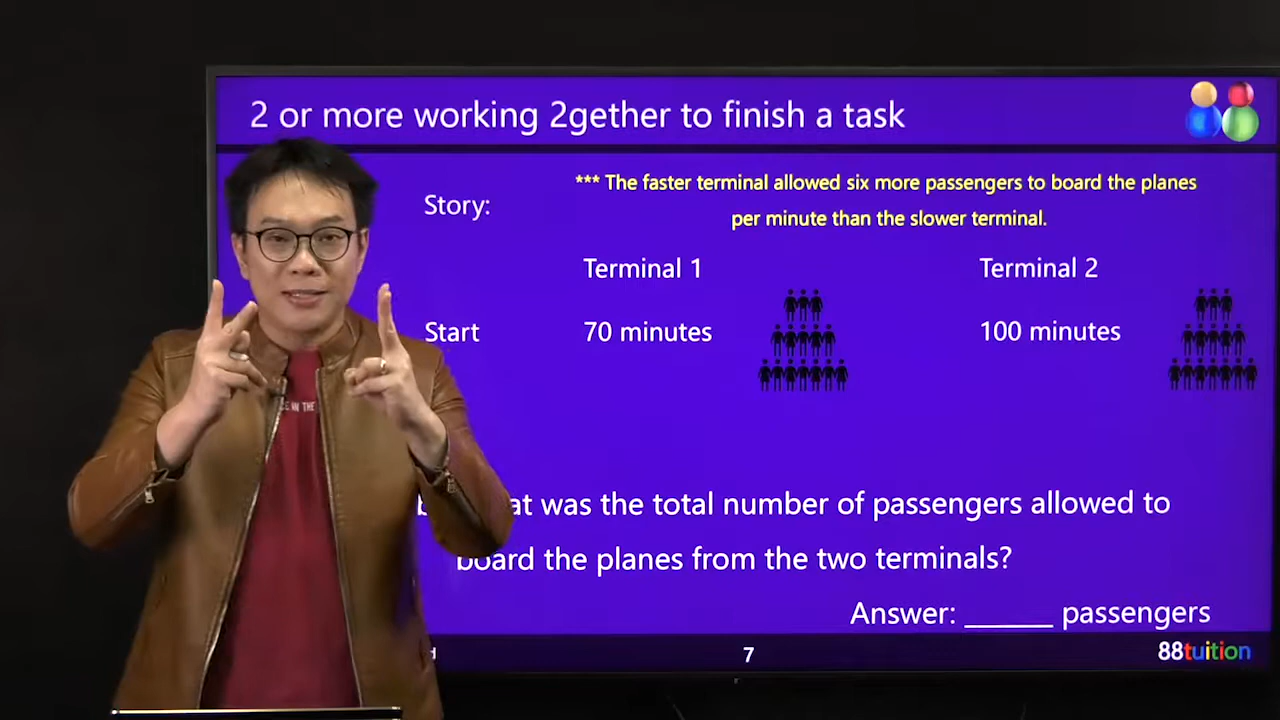 2 or more working 2gether to finish a task
*** The faster terminal allowed six more passengers to board the planes
per minute than the slower terminal.
Story:
Terminal 1 Terminal 2
Start 70 minutes 100 minutes
was the total number of passengers allowed to
board the planes from the two terminals?
Answer: ______ passengers
7
88tuition